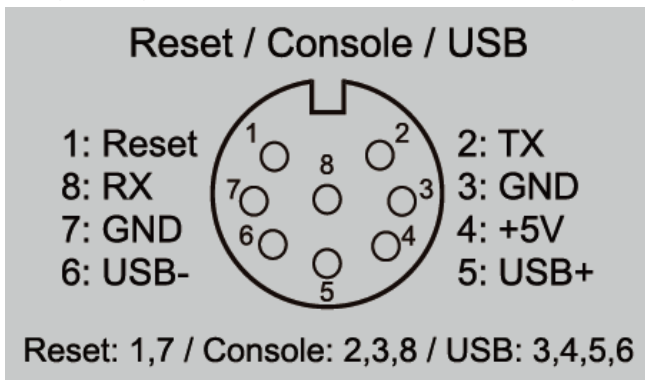 Reset / Console / USB
1: Reset
8: RX
7: GND
6: USB-
1
2
8
7
3
6
4
5
2: TX
3: GND
4: +5V
5: USB+
Reset: 1,7 / Console: 2,3,8 / USB: 3,4,5,6